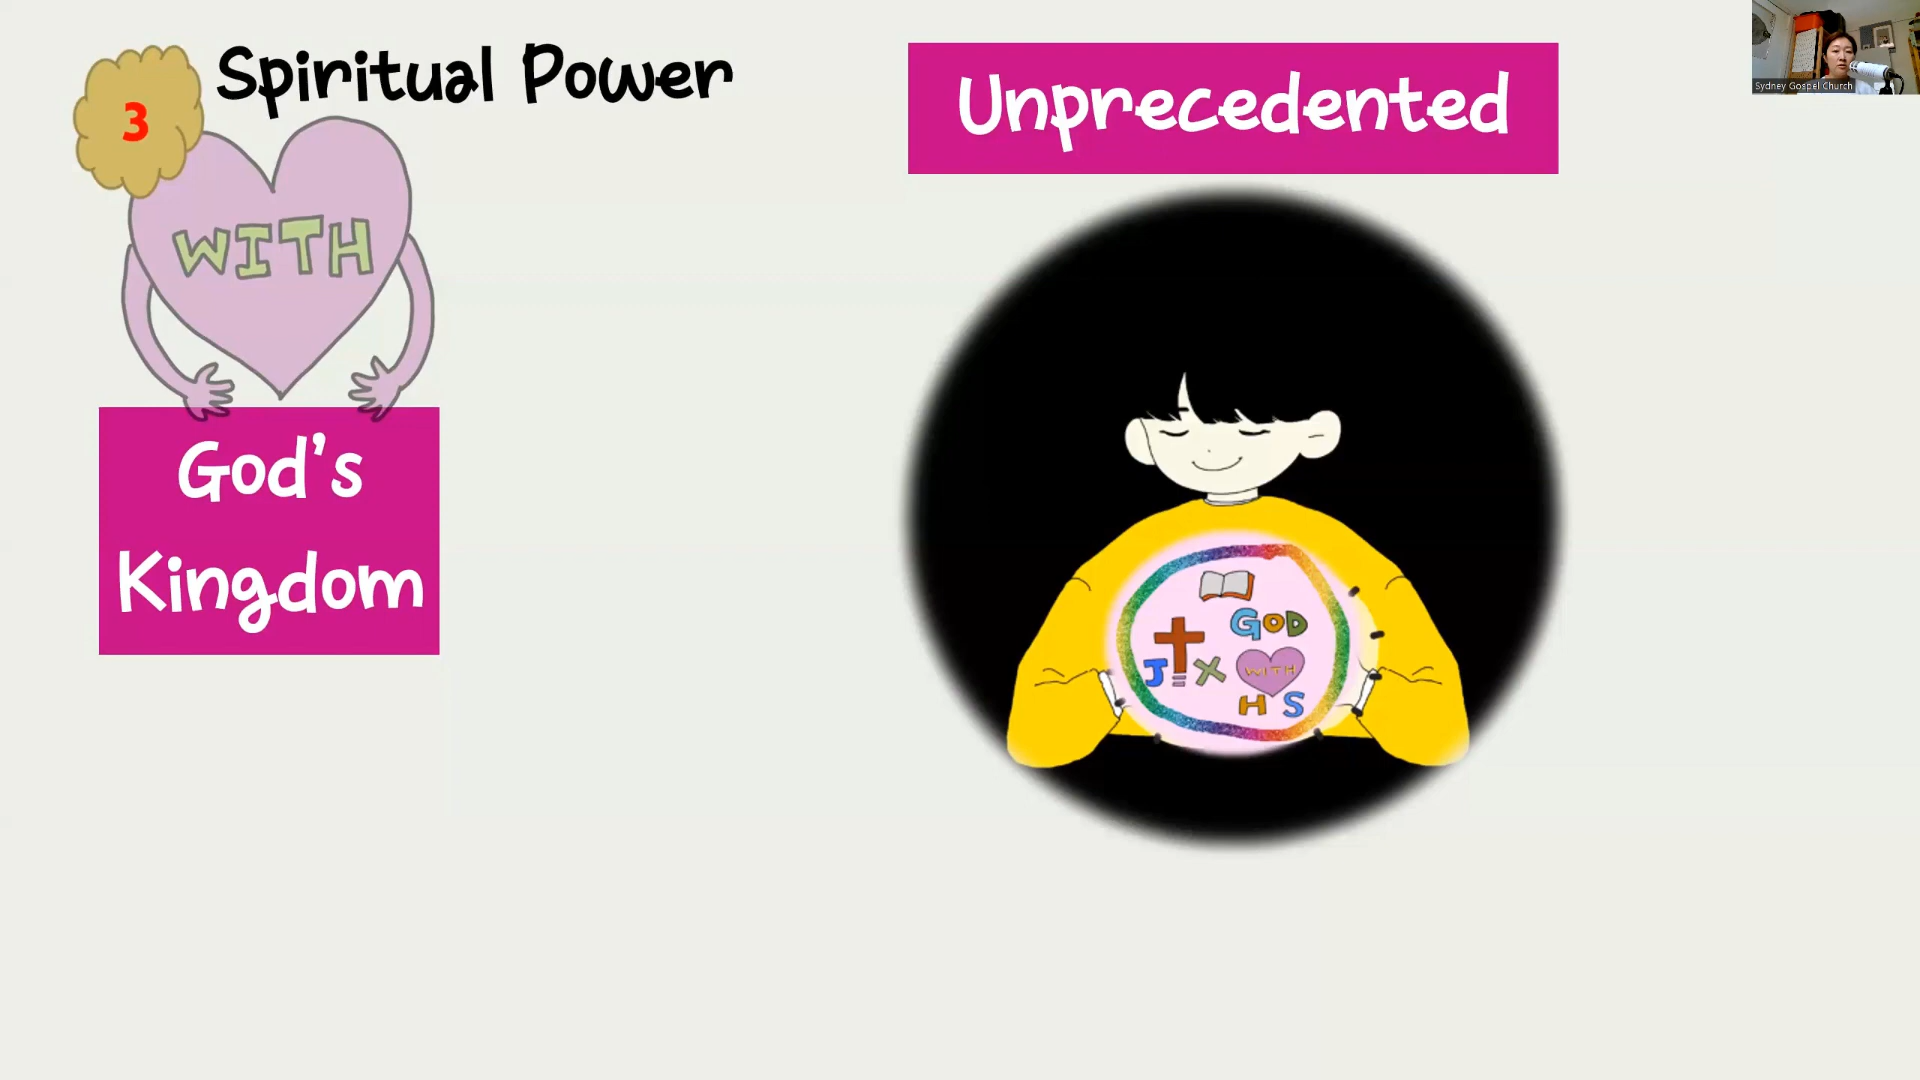 3
Spiritual Power
WITH
God's
Kingdom
Unprecedented
GOD
J X
WITH
H S
Sydney Gospel Church